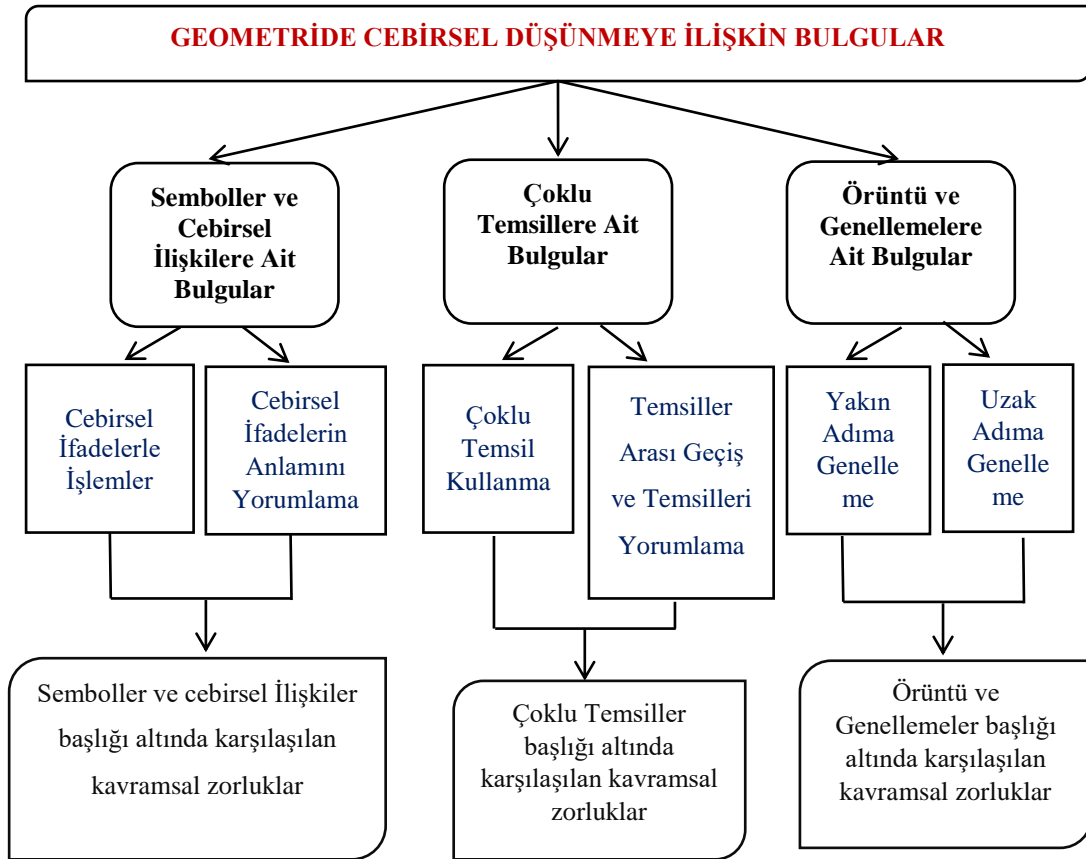 GEOMETRİDE CEBİRSEL DÜŞÜNMEYE İLİŞKİN BULGULAR
Semboller ve
Cebirsel
İlişkilere Ait
Bulgular
Çoklu
Temsillere Ait
Bulgular
Örüntü ve
Genellemelere
Ait Bulgular
Cebirsel
İfadelerle
İşlemler
Cebirsel
İfadelerin
Anlamını
Yorumlama
Çoklu
Temsil
Kullanma
Temsiller
Arası Geçiş
ve Temsilleri
Yorumlama
Yakın
Adıma
Genelle
me
Uzak
Adıma
Genelle
me
Semboller ve cebirsel İlişkiler
başlığı altında karşılaşılan
kavramsal zorluklar
Çoklu Temsiller
başlığı altında
karşılaşılan kavramsal
zorluklar
Örüntü ve
Genellemeler başlığı
altında karşılaşılan
kavramsal zorluklar